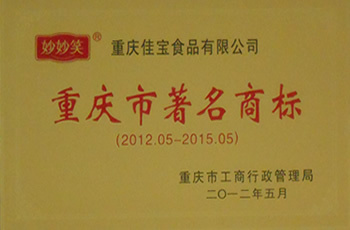 妙妙笑® 重庆佳宝食品有限公司
重庆市著名商标
(2012.05-2015.05)
重庆市工商行政管理局
二〇一二年五月